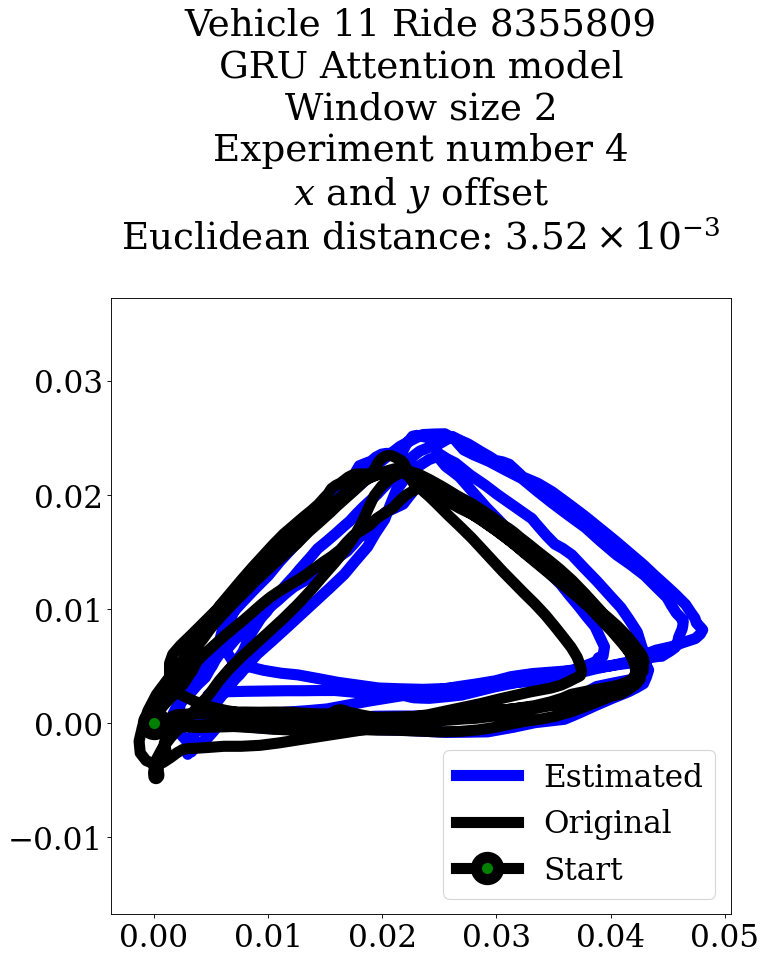 Vehicle 11 Ride 8355809
GRU Attention model
Window size 2
Experiment number 4
x and y offset
Euclidean distance: 3.52 × 10⁻³
0.03
0.02
0.01
0.00
−0.01
Estimated
Original
Start
0.00 0.01 0.02 0.03 0.04 0.05